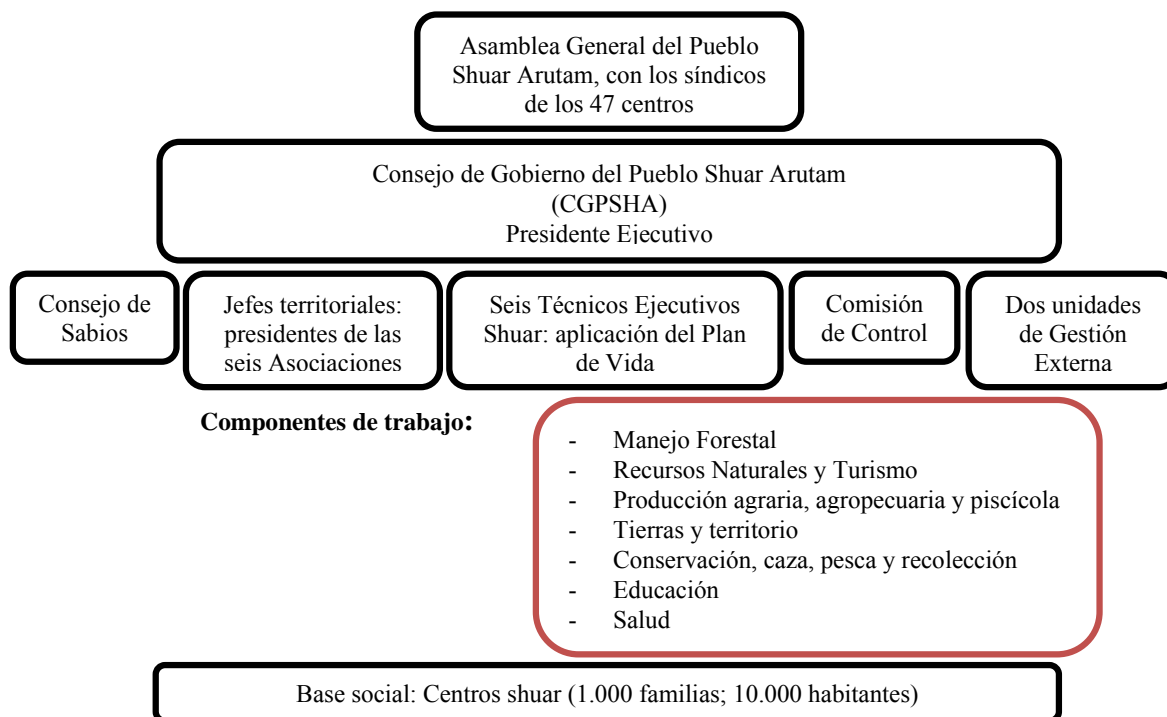 Asamblea General del Pueblo
Shuar Arutam, con los síndicos
de los 47 centros
Consejo de Gobierno del Pueblo Shuar Arutam
(CGPSHA)
Presidente Ejecutivo
Consejo de
Sabios
Jefes territoriales:
presidentes de las
seis Asociaciones
Seis Técnicos Ejecutivos
Shuar: aplicación del Plan
de Vida
Comisión
de Control
Dos unidades
de Gestión
Externa
Componentes de trabajo:
- Manejo Forestal
- Recursos Naturales y Turismo
- Producción agraria, agropecuaria y piscícola
- Tierras y territorio
- Conservación, caza, pesca y recolección
- Educación
- Salud
Base social: Centros shuar (1.000 familias; 10.000 habitantes)